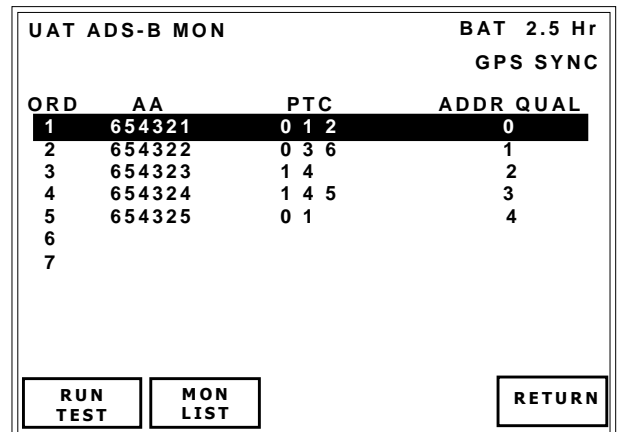 UAT ADS-B MON BAT 2.5 Hr
GPS SYNC
ORD AA PTC ADDR QUAL
1 654321 0 1 2 0
2 654322 0 3 6 1
3 654323 1 4 2
4 654324 1 4 5 3
5 654325 0 1 4
6
7
RUN TEST MON LIST RETURN